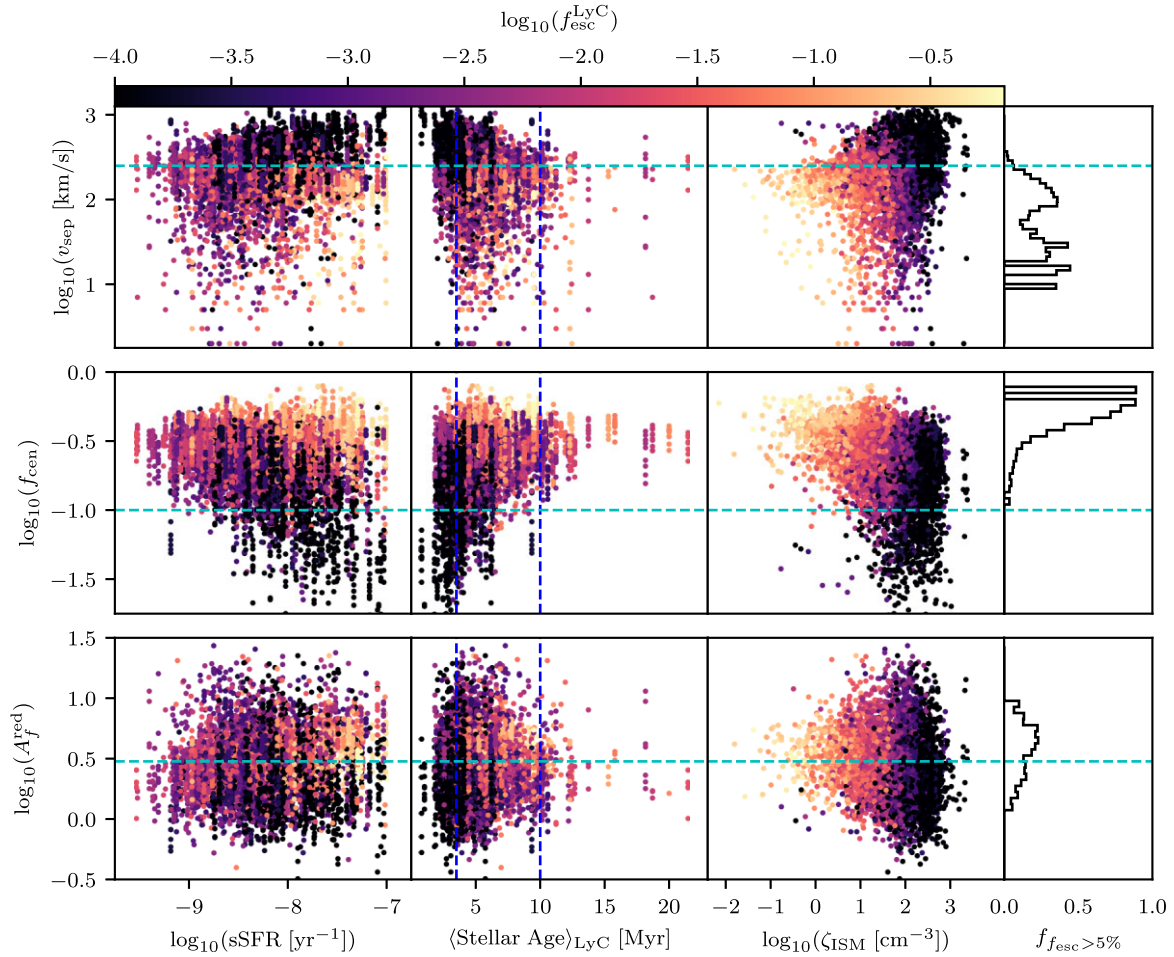 log₁₀(f_esc^LyC)
−4.0 −3.5 −3.0 −2.5 −2.0 −1.5 −1.0 −0.5
log₁₀(v_sep [km/s])
3
2
1
log₁₀(f_cen)
0.0
−0.5
−1.0
−1.5
log₁₀(A_f^red)
1.5
1.0
0.5
0.0
−0.5
−9 −8 −7 5 10 15 20 −2 −1 0 1 2 3 0.0 0.5 1.0
log₁₀(sSFR [yr⁻¹]) ⟨Stellar Age⟩_LyC [Myr] log₁₀(ζ_ISM [cm⁻³]) f_{f_esc>5%}